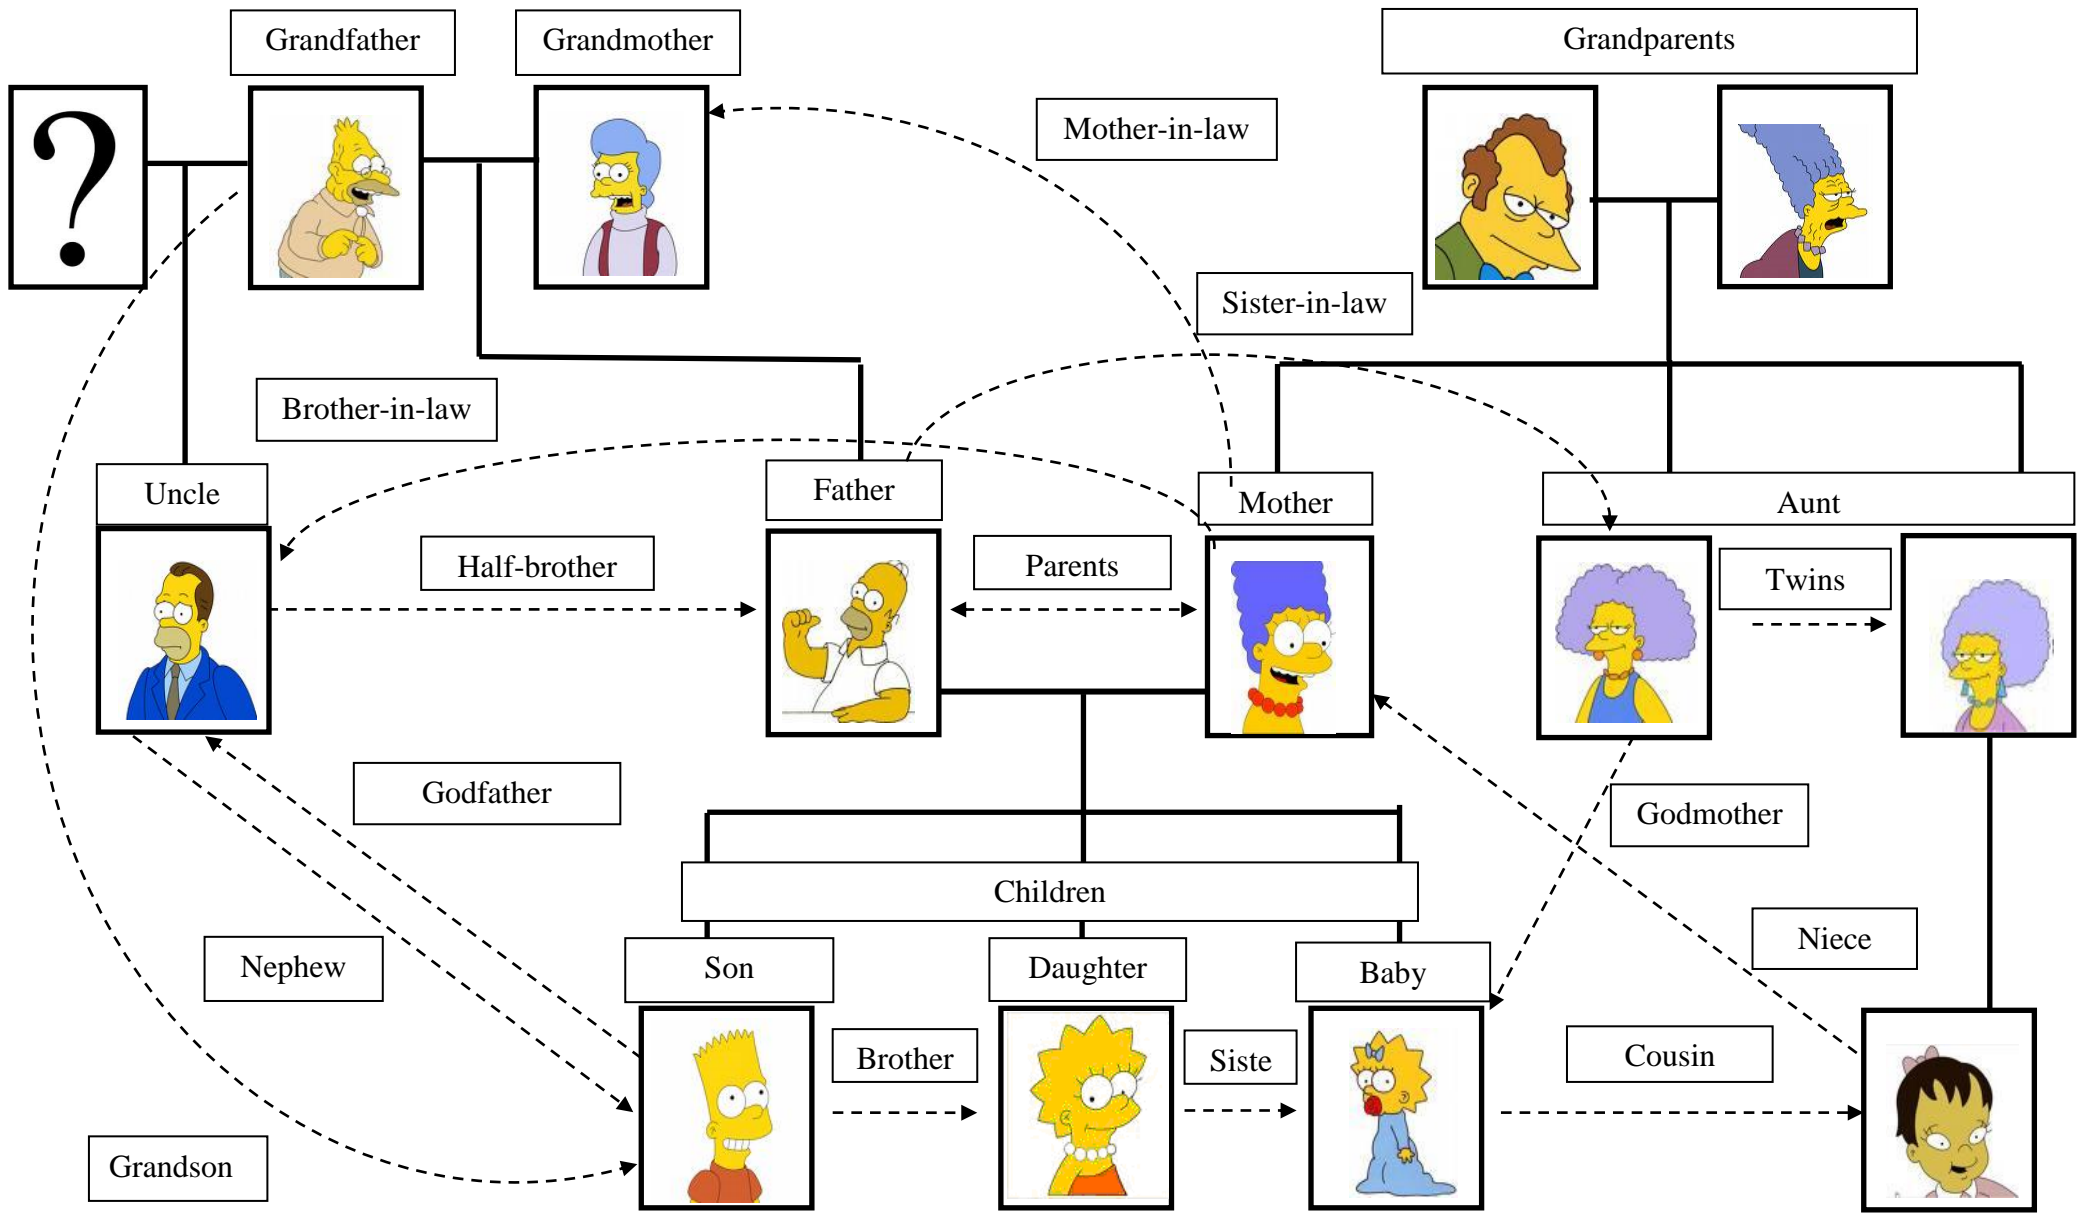 Grandfather
Grandmother
Grandparents
?
Mother-in-law
Sister-in-law
Brother-in-law
Uncle
Father
Mother
Aunt
Half-brother
Parents
Twins
Godfather
Godmother
Children
Nephew
Son
Daughter
Baby
Niece
Brother
Siste
Cousin
Grandson